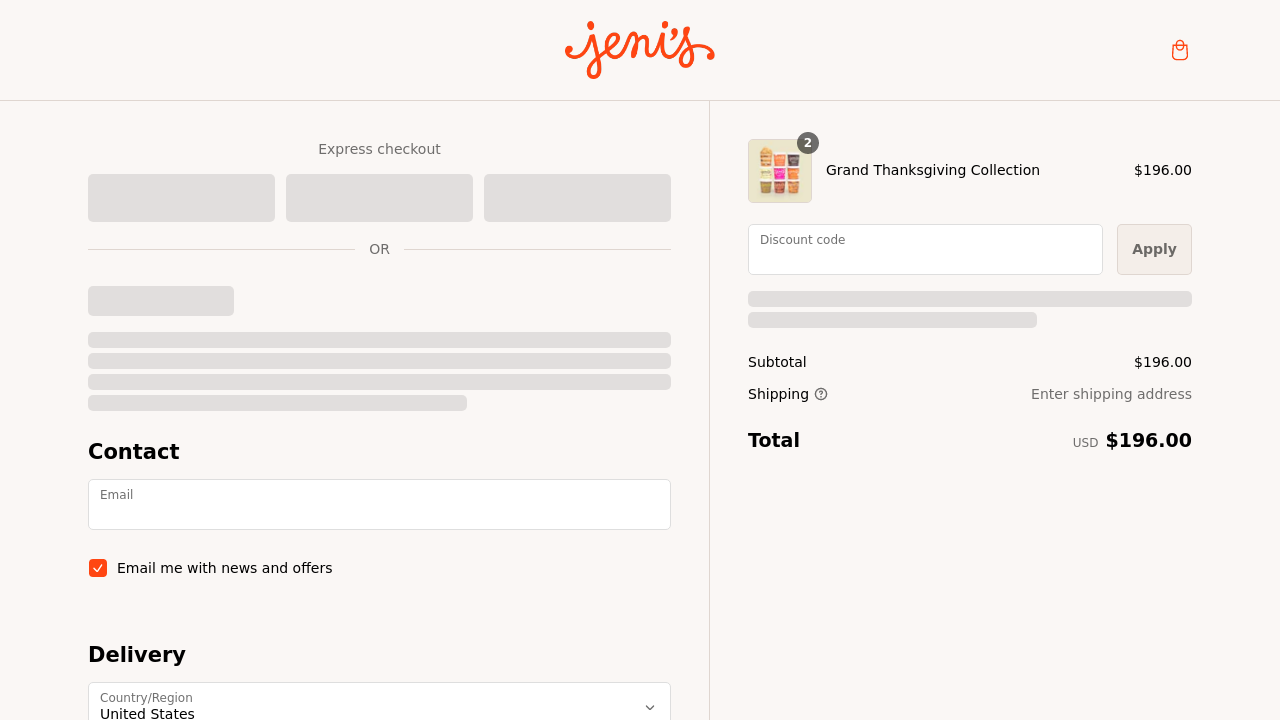 jeni's
Express checkout
OR
Contact
Email
Email me with news and offers
Delivery
Country/Region
United States
2
Grand Thanksgiving Collection
$196.00
Discount code
Apply
Subtotal
$196.00
Shipping
Enter shipping address
Total
USD $196.00